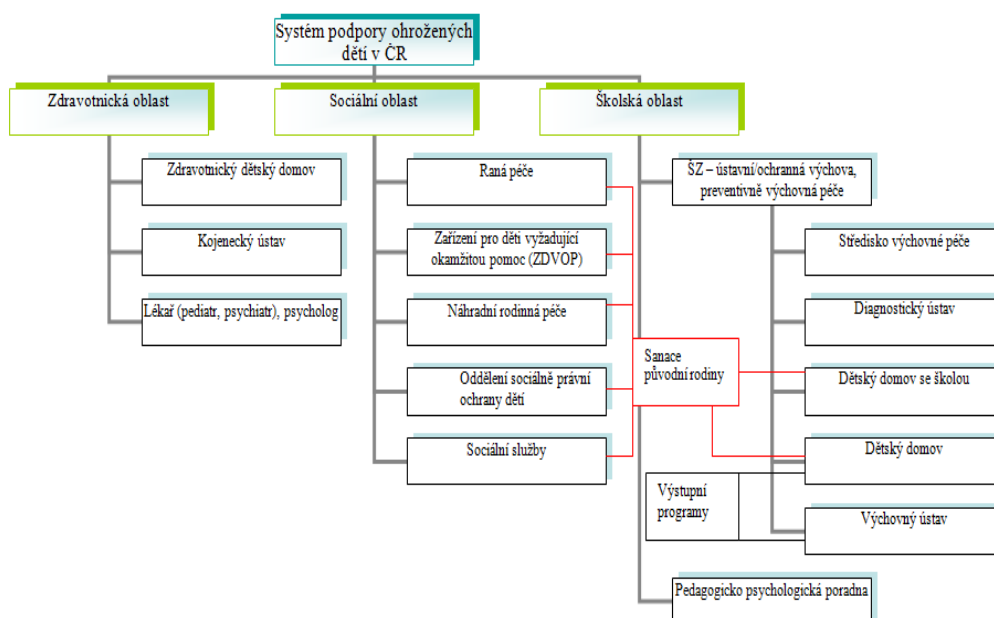 Systém podpory ohrožených
dětí v ČR
Zdravotnická oblast
Sociální oblast
Školská oblast
Zdravotnický dětský domov
Kojenecký ústav
Lékař (pediatr, psychiatr), psycholog
Raná péče
Zařízení pro děti vyžadující
okamžitou pomoc (ZDVOP)
Náhradní rodinná péče
Oddělení sociálně právní
ochrany dětí
Sociální služby
ŠZ – ústavní/ochranná výchova,
preventivně výchovná péče
Středisko výchovné péče
Diagnostický ústav
Sanace
původní rodiny
Dětský domov se školou
Dětský domov
Výstupní
programy
Výchovný ústav
Pedagogicko psychologická poradna